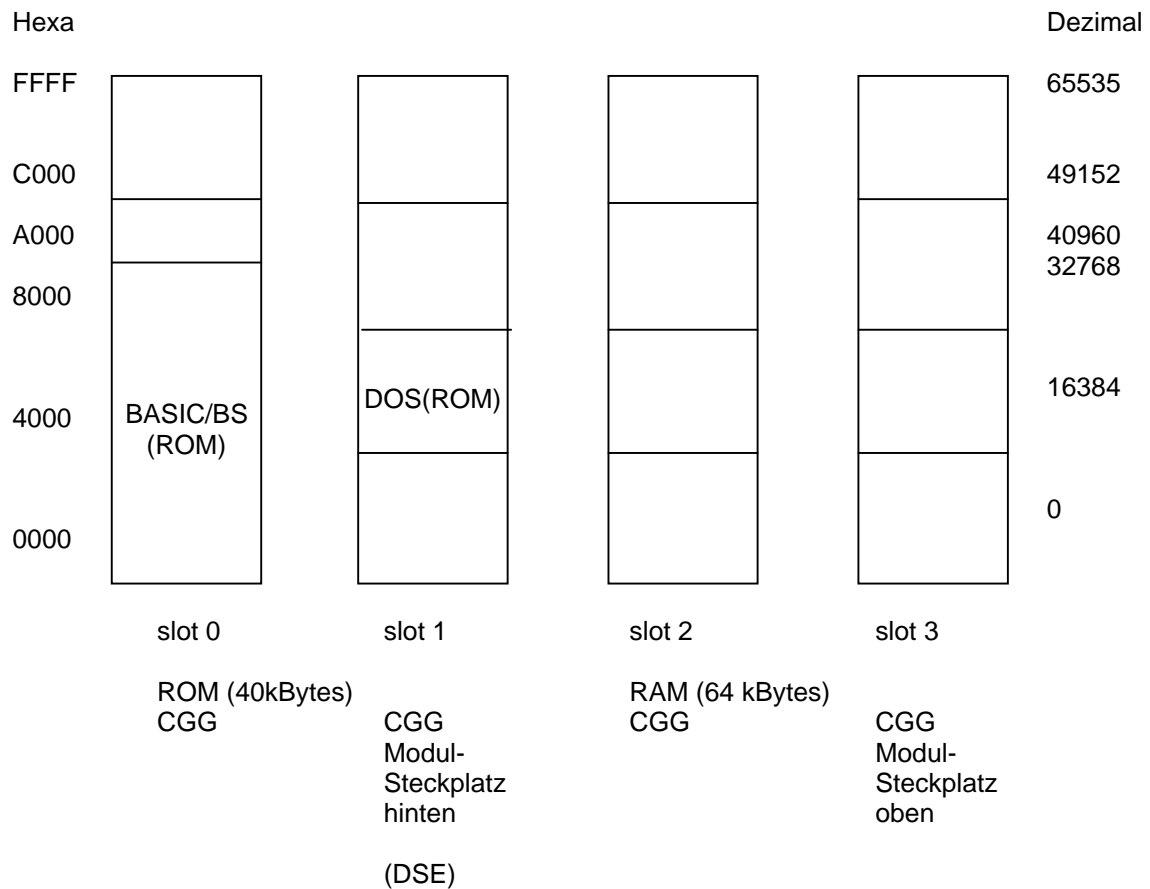 Hexa
Dezimal
FFFF
65535
C000
49152
A000
40960
32768
8000
DOS(ROM)
16384
4000
BASIC/BS
(ROM)
0
0000
slot 0
slot 1
slot 2
slot 3
ROM (40kBytes)
CGG
CGG
Modul-
Steckplatz
hinten
(DSE)
RAM (64 kBytes)
CGG
CGG
Modul-
Steckplatz
oben